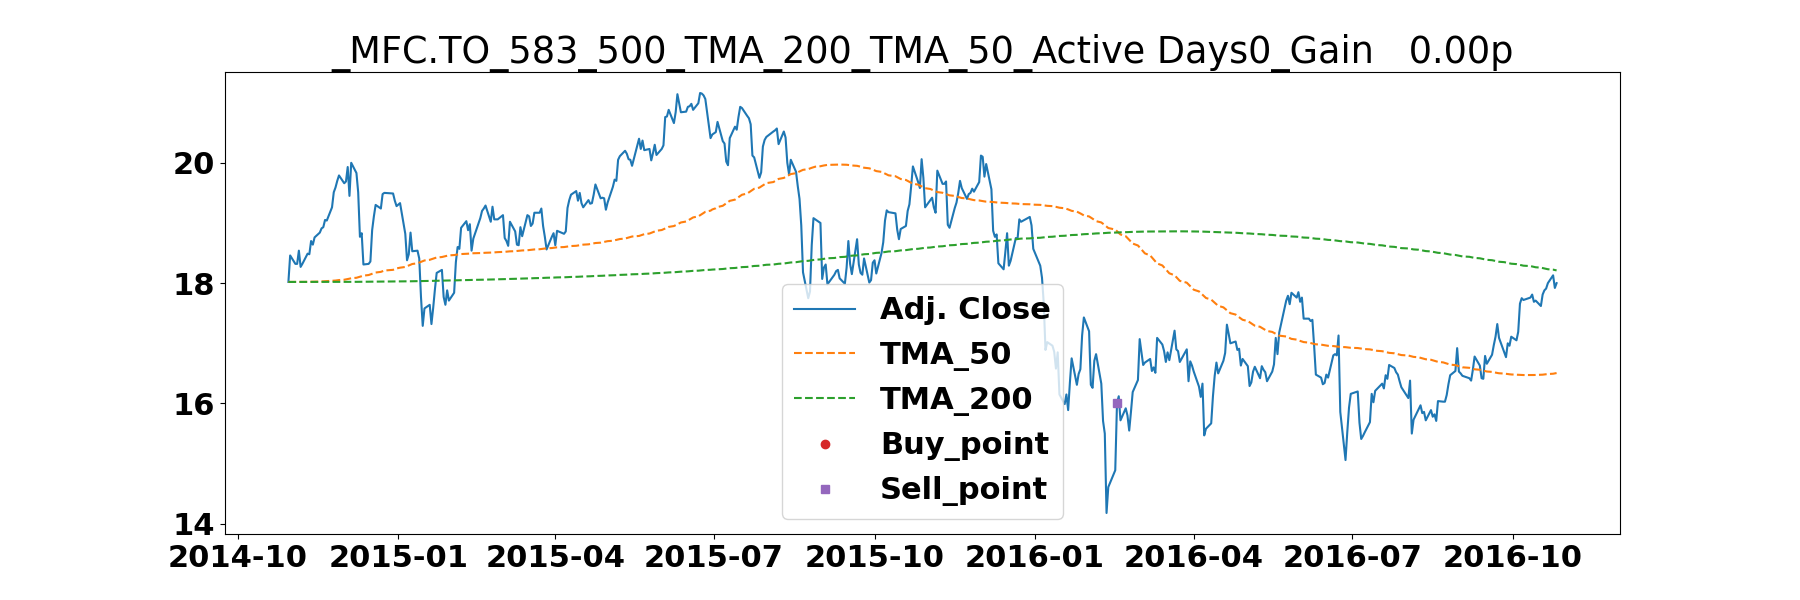 _MFC.TO_583_500_TMA_200_TMA_50_Active Days0_Gain   0.00p
20
18
16
14
Adj. Close
TMA_50
TMA_200
Buy_point
Sell_point
2014-10 2015-01 2015-04 2015-07 2015-10 2016-01 2016-04 2016-07 2016-10